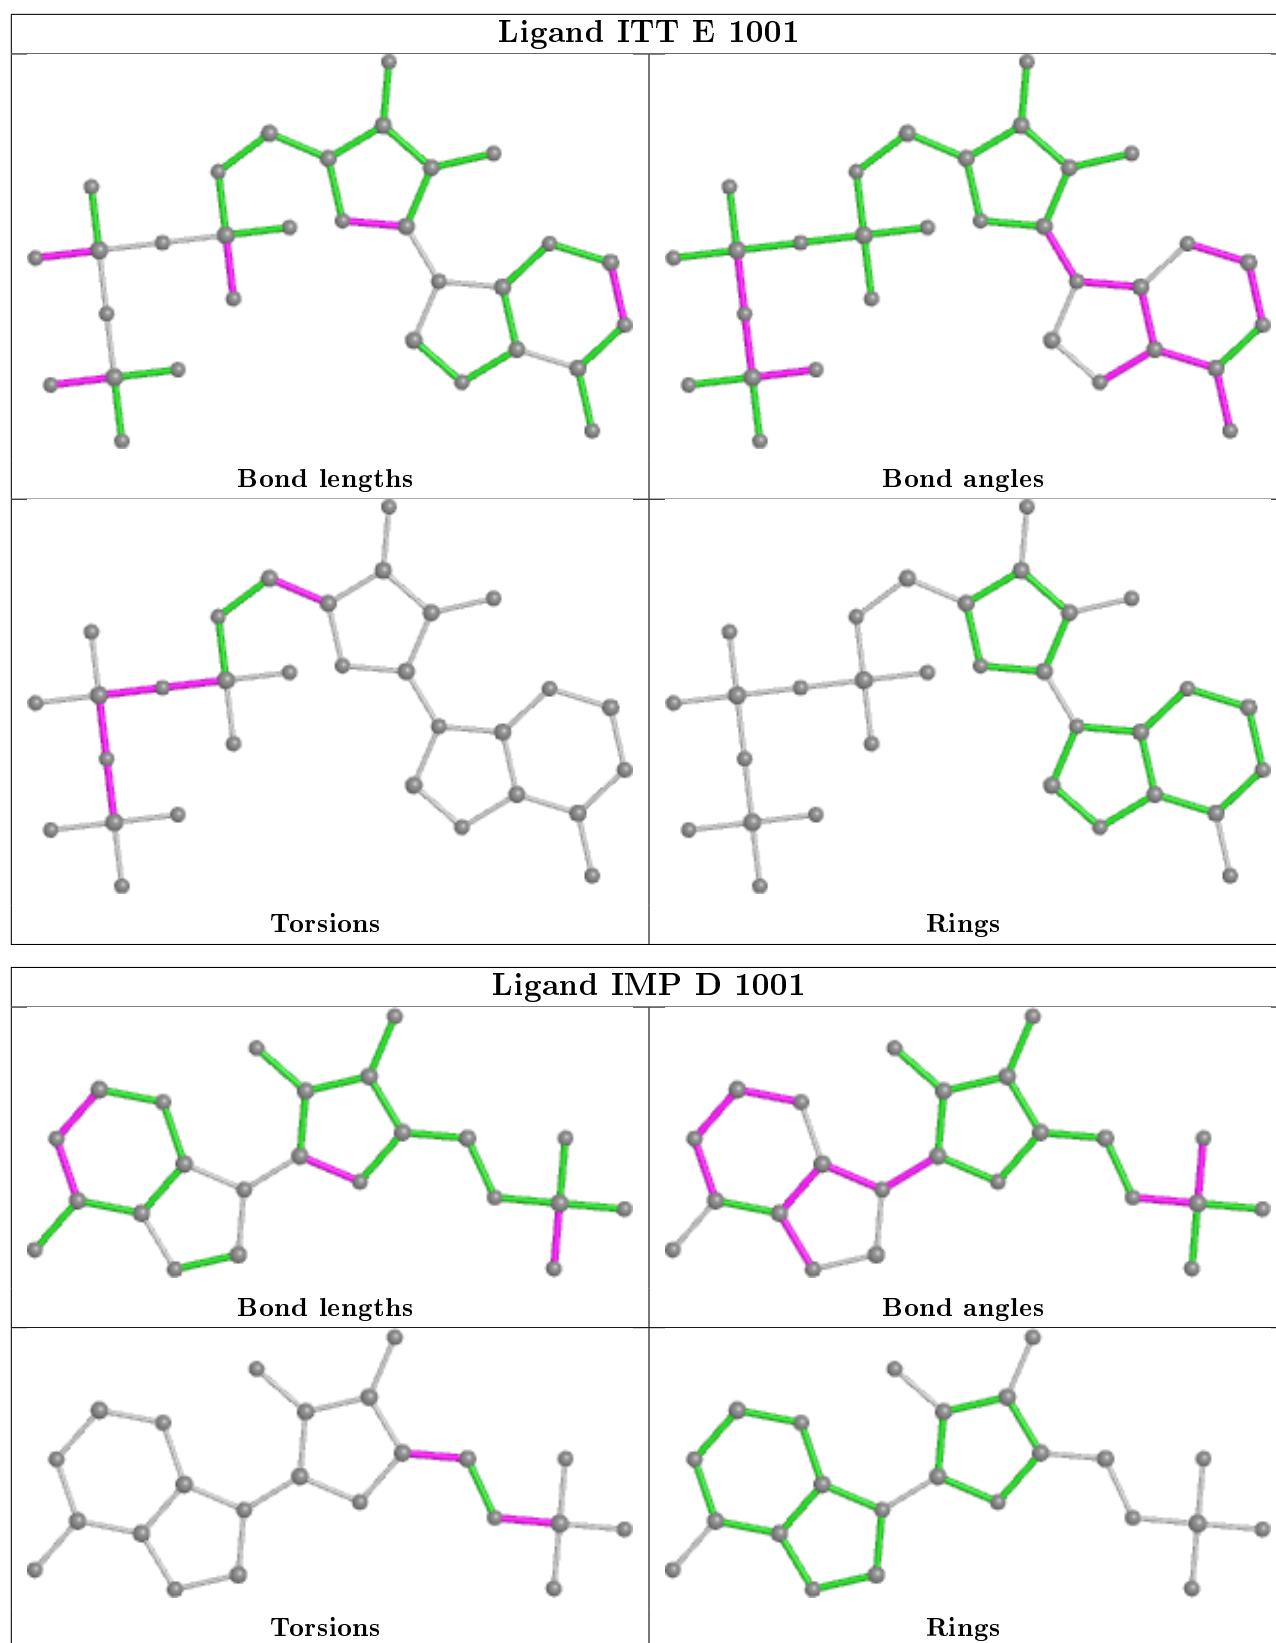 Ligand ITT E 1001
Bond lengths
Bond angles
Torsions
Rings
Ligand IMP D 1001
Bond lengths
Bond angles
Torsions
Rings